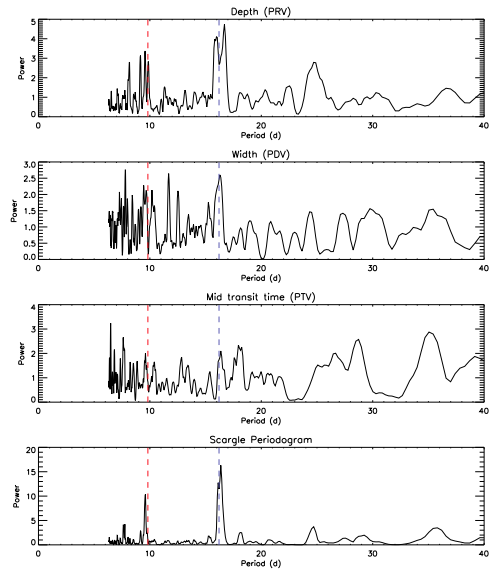 Depth (PRV)
5
4
3
2
1
0
Power
0 10 20 30 40
Period (d)
Width (PDV)
3.0
2.5
2.0
1.5
1.0
0.5
0.0
Power
0 10 20 30 40
Period (d)
Mid transit time (PTV)
4
3
2
1
0
Power
0 10 20 30 40
Period (d)
Scargle Periodogram
20
15
10
5
0
Power
0 10 20 30 40
Period (d)